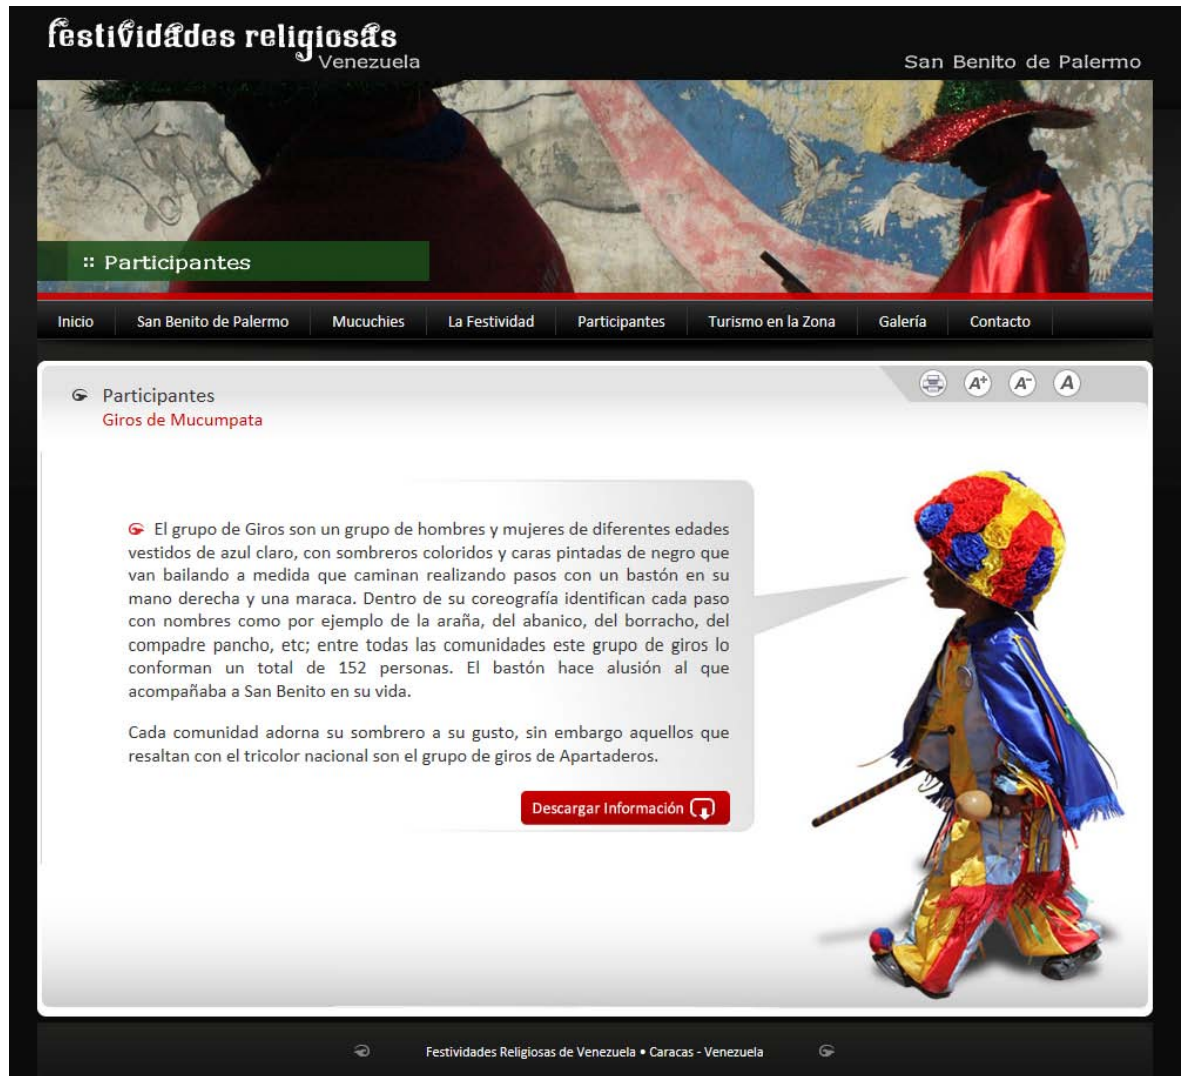 festividades religiosas
Venezuela
San Benito de Palermo
:: Participantes
Inicio San Benito de Palermo Mucuchies La Festividad Participantes Turismo en la Zona Galería Contacto
A+ A- A
Participantes
Giros de Mucumpata
El grupo de Giros son un grupo de hombres y mujeres de diferentes edades
vestidos de azul claro, con sombreros coloridos y caras pintadas de negro que
van bailando a medida que caminan realizando pasos con un bastón en su
mano derecha y una maraca. Dentro de su coreografía identifican cada paso
con nombres como por ejemplo de la araña, del abanico, del borracho, del
compadre pancho, etc; entre todas las comunidades este grupo de giros lo
conforman un total de 152 personas. El bastón hace alusión al que
acompañaba a San Benito en su vida.
Cada comunidad adorna su sombrero a su gusto, sin embargo aquellos que
resaltan con el tricolor nacional son el grupo de giros de Apartaderos.
Descargar Información
Festividades Religiosas de Venezuela • Caracas - Venezuela